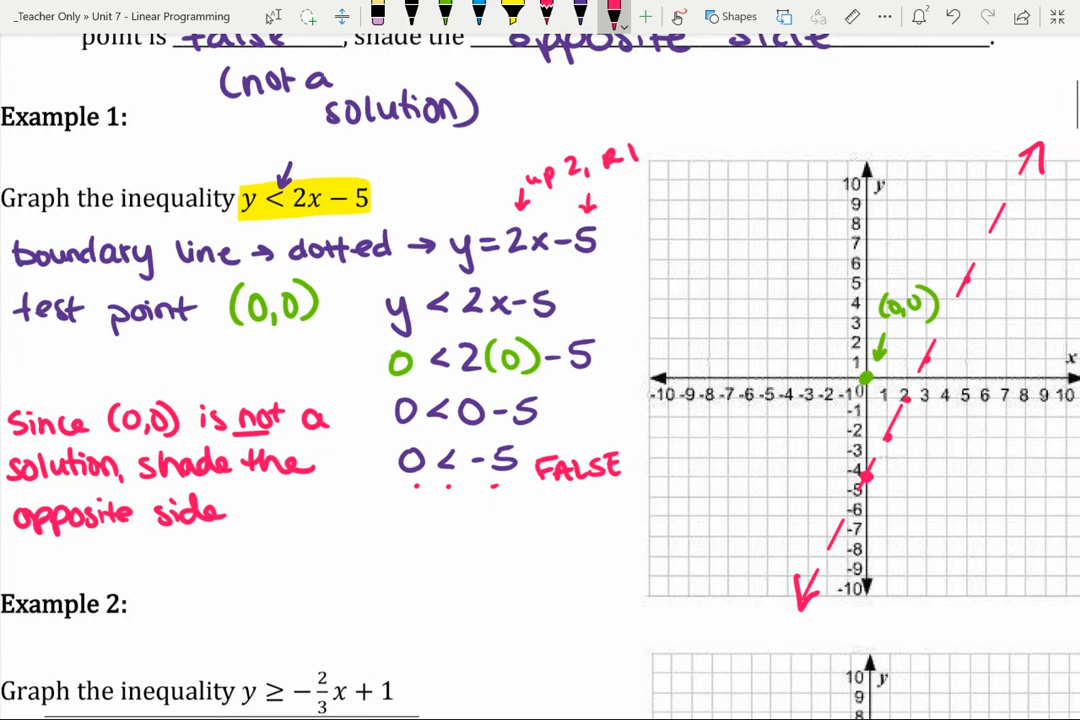 _Teacher Only » Unit 7 - Linear Programming
Shapes
point is false, shade the opposite side.
(not a
solution)
Example 1:
up 2, R1
Graph the inequality y < 2x − 5
boundary line → dotted → y=2x-5
test point (0,0)
y < 2x-5
0 < 2(0)-5
0 < 0-5
0 < -5 FALSE
Since (0,0) is not a
solution, shade the
opposite side
10 y
9
8
7
6
5
4
3
2
1
(0,0)
x
-10 -9 -8 -7 -6 -5 -4 -3 -2 -1 0 1 2 3 4 5 6 7 8 9 10
-1
-2
-3
-4
-5
-6
-7
-8
-9
-10
Example 2:
Graph the inequality y ≥ −2/3x + 1
10 y
9
8